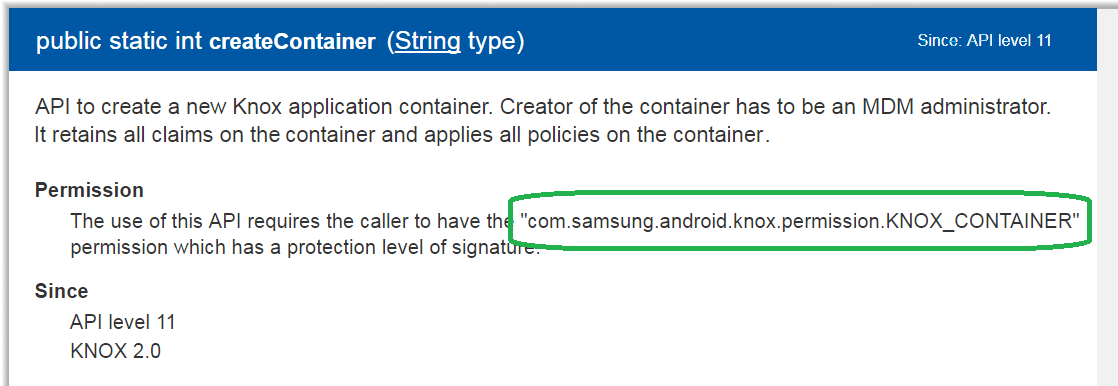 public static int createContainer (String type)
Since: API level 11
API to create a new Knox application container. Creator of the container has to be an MDM administrator.
It retains all claims on the container and applies all policies on the container.
Permission
The use of this API requires the caller to have the "com.samsung.android.knox.permission.KNOX_CONTAINER"
permission which has a protection level of signature.
Since
API level 11
KNOX 2.0